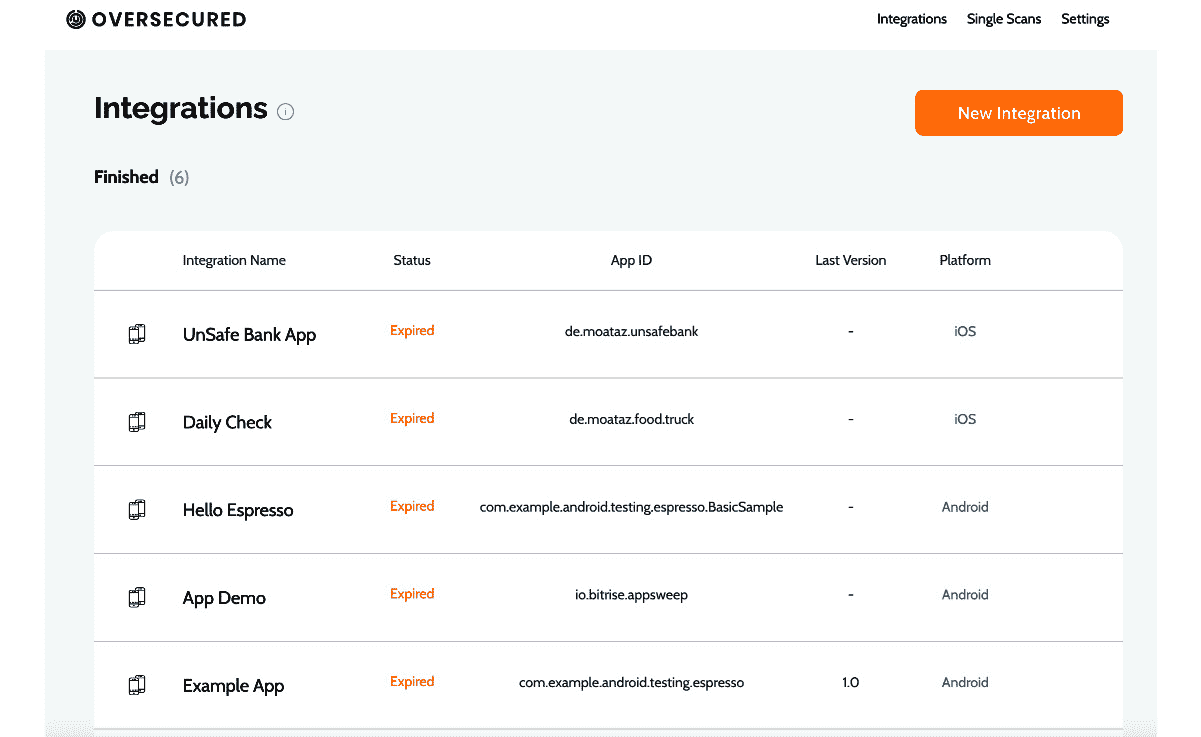 OVERSECURED Integrations Single Scans Settings
Integrations i New Integration
Finished (6)
Integration Name Status App ID Last Version Platform
UnSafe Bank App Expired de.moataz.unsafebank - iOS
Daily Check Expired de.moataz.food.truck - iOS
Hello Espresso Expired com.example.android.testing.espresso.BasicSample - Android
App Demo Expired io.bitrise.appsweep - Android
Example App Expired com.example.android.testing.espresso 1.0 Android